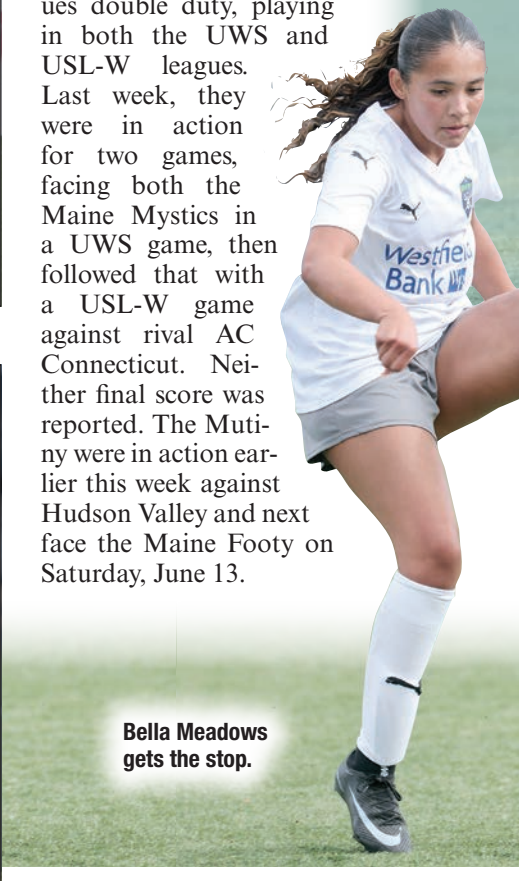 ues double duty, playing
in both the UWS and
USL-W leagues.
Last week, they
were in action
for two games,
facing both the
Maine Mystics in
a UWS game, then
followed that with
a USL-W game
against rival AC
Connecticut. Nei-
ther final score was
reported. The Muti-
ny were in action ear-
lier this week against
Hudson Valley and next
face the Maine Footy on
Saturday, June 13.
Westfield
Bank
Bella Meadows
gets the stop.